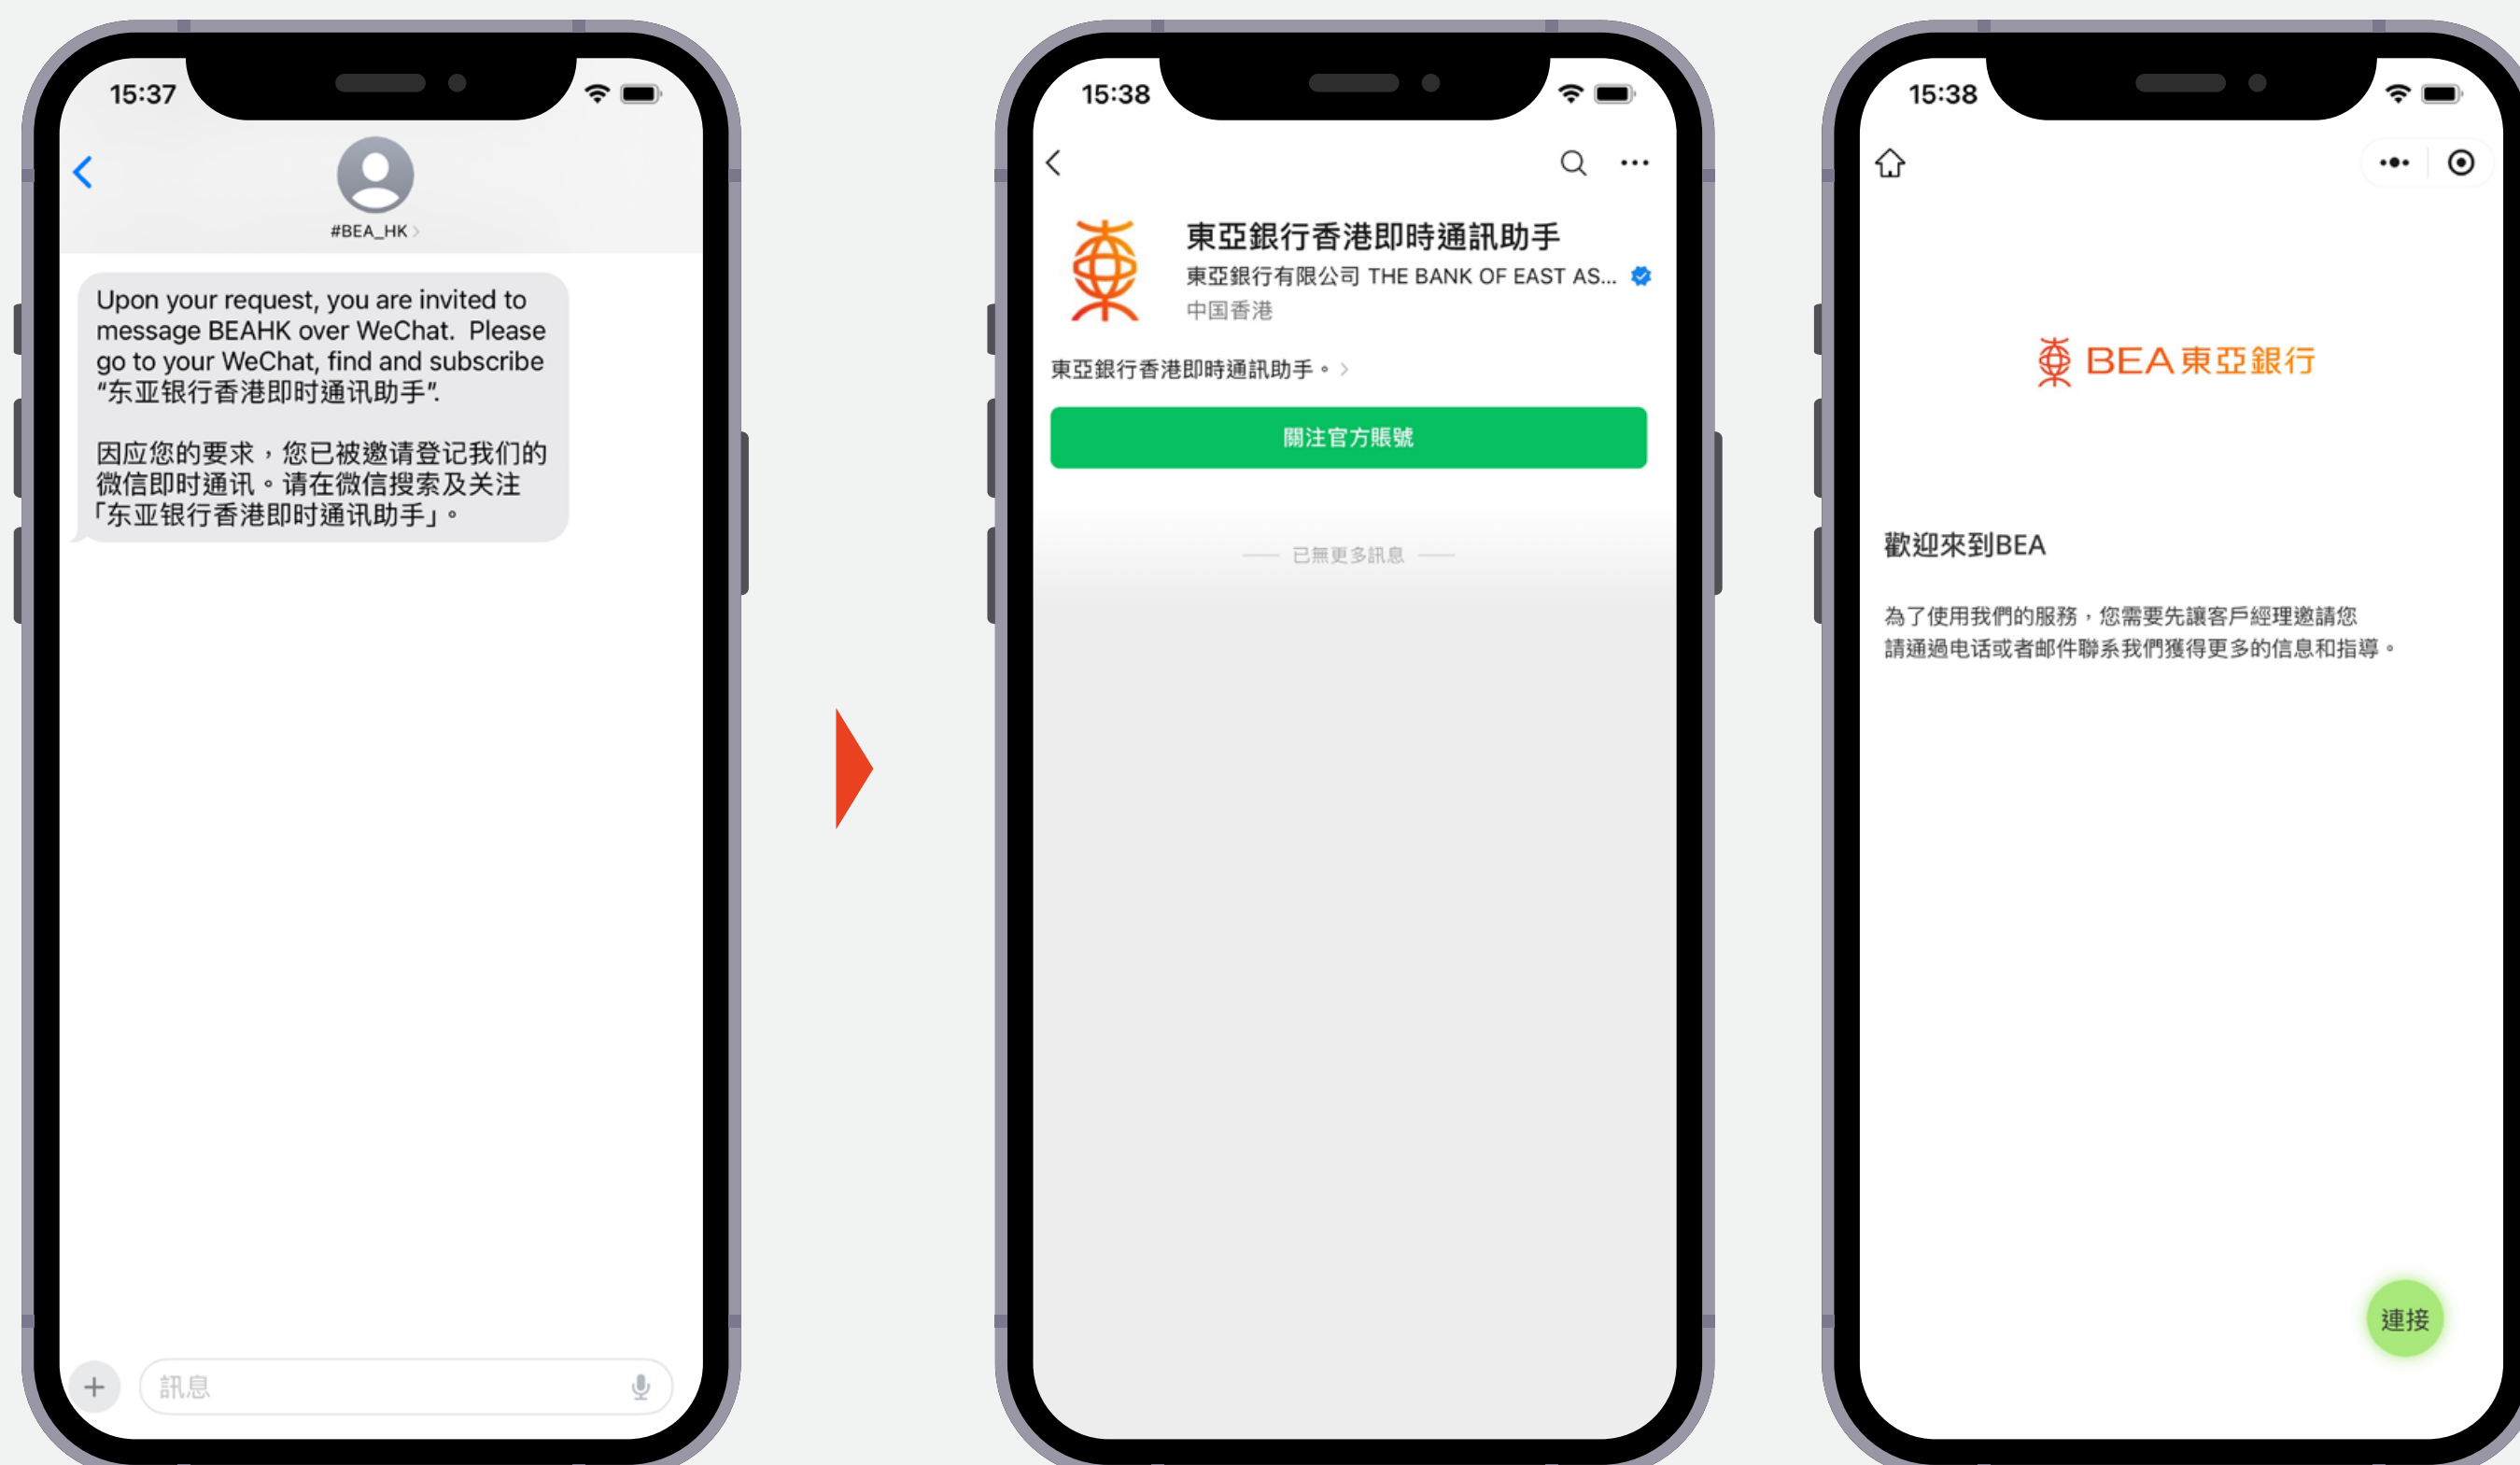 15:37
#BEA_HK
Upon your request, you are invited to
message BEAHK over WeChat.  Please
go to your WeChat, find and subscribe
“东亚银行香港即时通讯助手”.
因应您的要求，您已被邀请登记我们的
微信即时通讯。请在微信搜索及关注
「东亚银行香港即时通讯助手」。
訊息
15:38
東亞銀行香港即時通訊助手
東亞銀行有限公司 THE BANK OF EAST AS...
中国香港
東亞銀行香港即時通訊助手。
關注官方賬號
已無更多訊息
15:38
BEA東亞銀行
歡迎來到BEA
為了使用我們的服務，您需要先讓客戶經理邀請您
請通過电话或者邮件聯系我們獲得更多的信息和指導。
連接